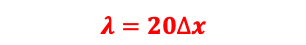 λ = 20Δx